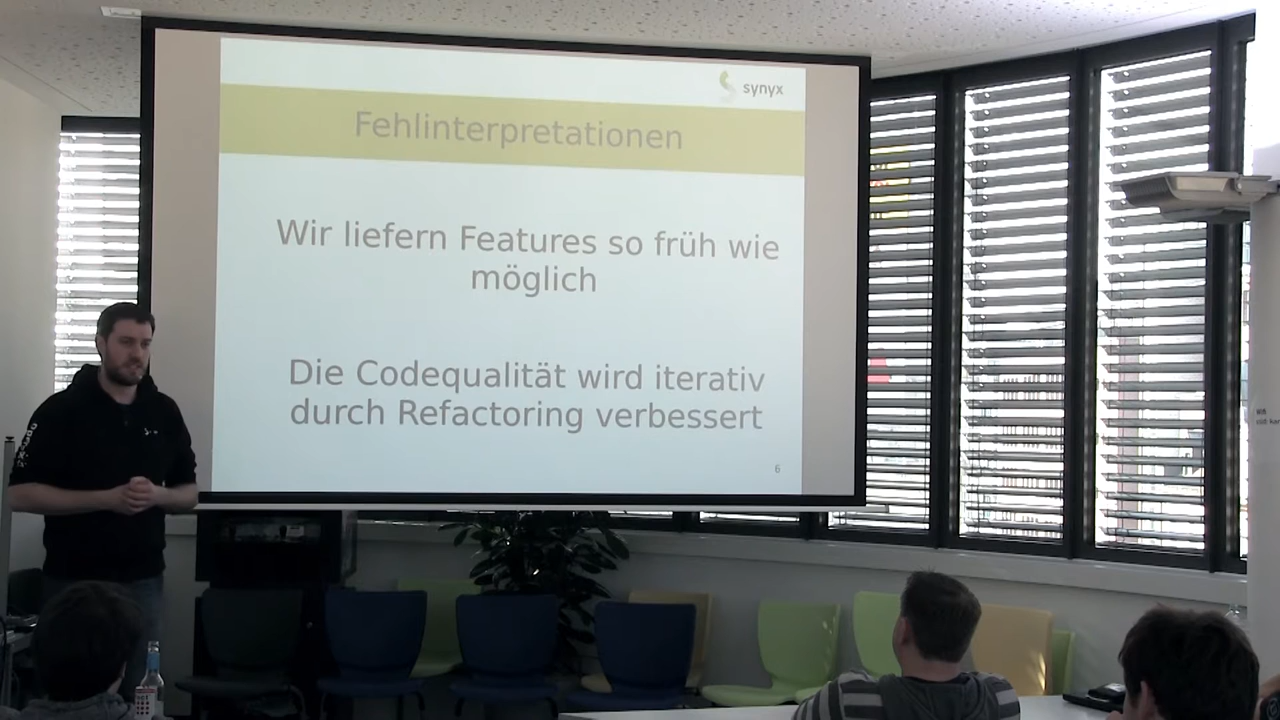 synyx
Fehlinterpretationen
Wir liefern Features so früh wie
möglich
Die Codequalität wird iterativ
durch Refactoring verbessert
6